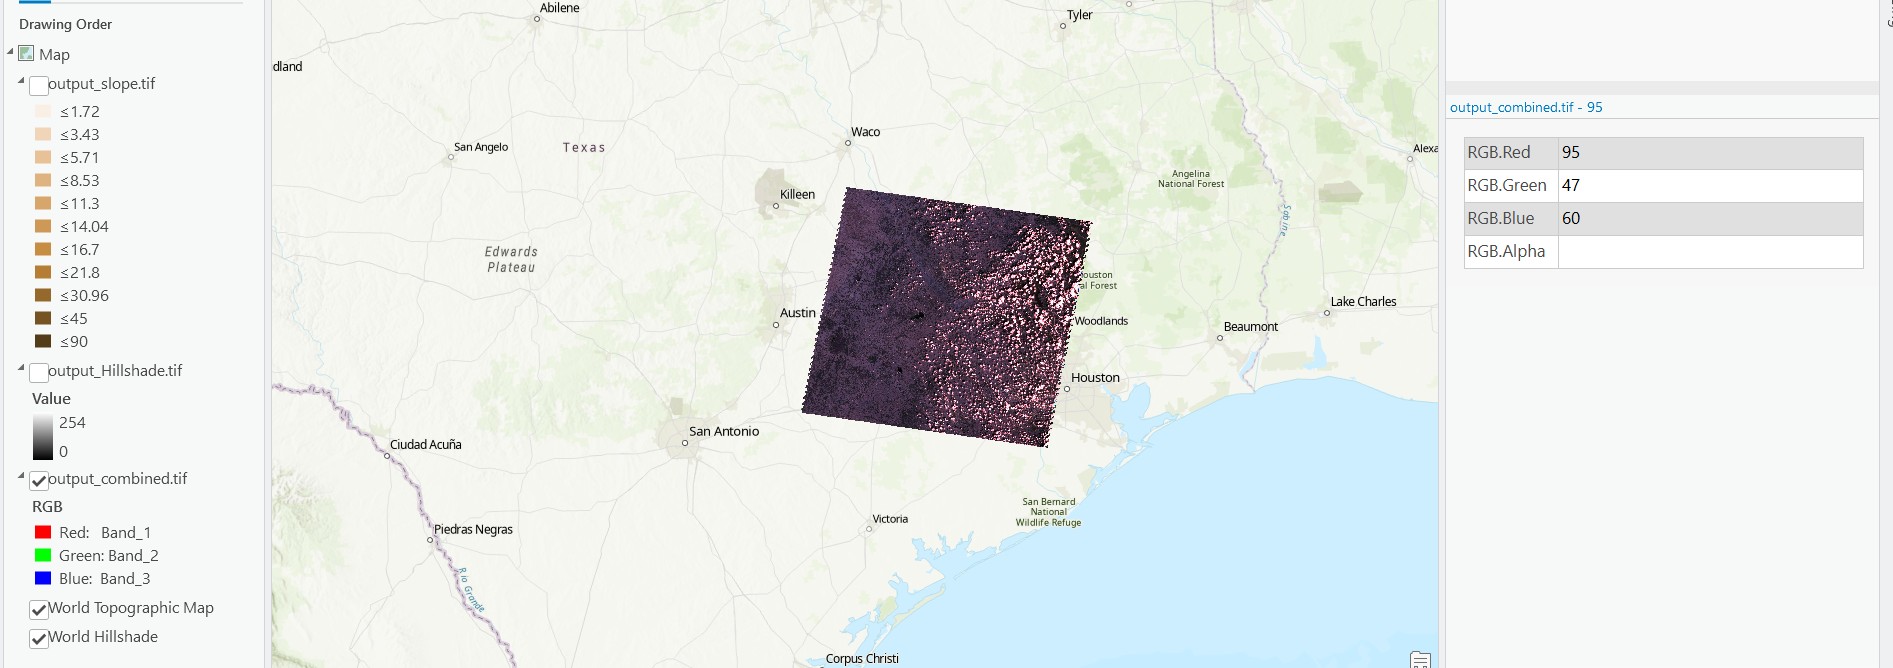 Drawing Order
Map
output_slope.tif
≤1.72
≤3.43
≤5.71
≤8.53
≤11.3
≤14.04
≤16.7
≤21.8
≤30.96
≤45
≤90
output_Hillshade.tif
Value
254
0
output_combined.tif
RGB
Red: Band_1
Green: Band_2
Blue: Band_3
World Topographic Map
World Hillshade
Abilene
Tyler
dland
Waco
San Angelo
Texas
Alexa
Angelina
National Forest
Killeen
Sabine
Edwards
Plateau
ouston
al Forest
Lake Charles
Austin
Woodlands
Beaumont
Houston
San Antonio
Ciudad Acuña
San Bernard
National
Wildlife Refuge
Victoria
Piedras Negras
Rio Grande
Corpus Christi
output_combined.tif - 95
RGB.Red 95
RGB.Green 47
RGB.Blue 60
RGB.Alpha